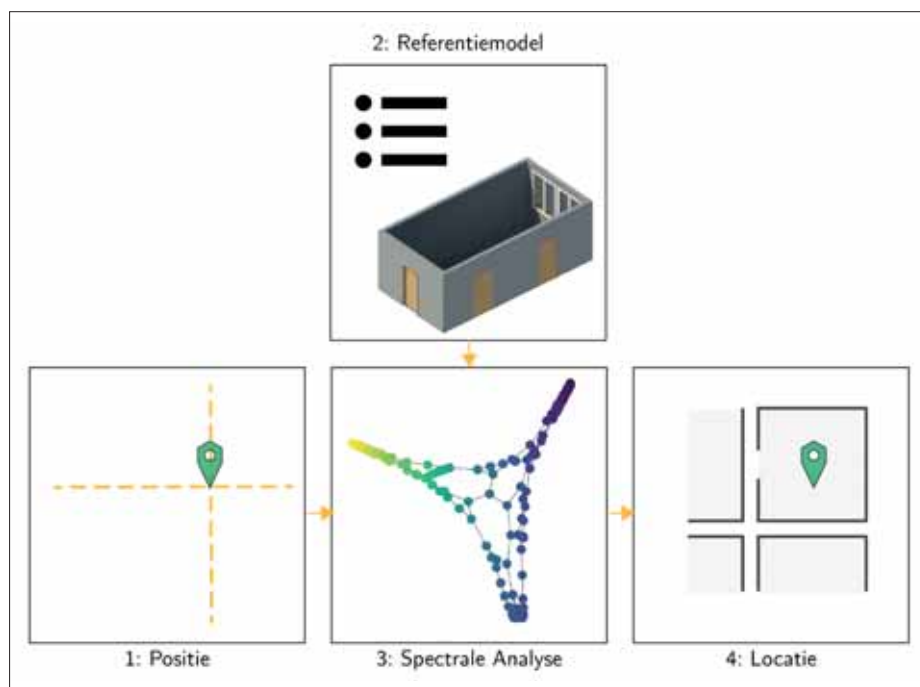 2: Referentiemodel
1: Positie
3: Spectrale Analyse
4: Locatie